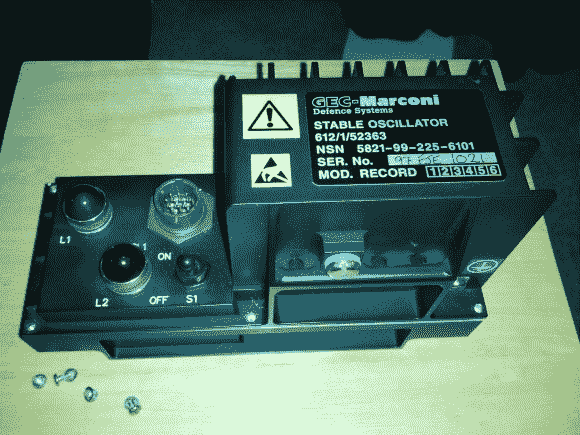 GEC-Marconi
Defence Systems
STABLE OSCILLATOR
612/1/52363
NSN 5821-99-225-6101
SER. No.
MOD. RECORD 1 2 3 4 5 6
L1
ON
L2
OFF
S1